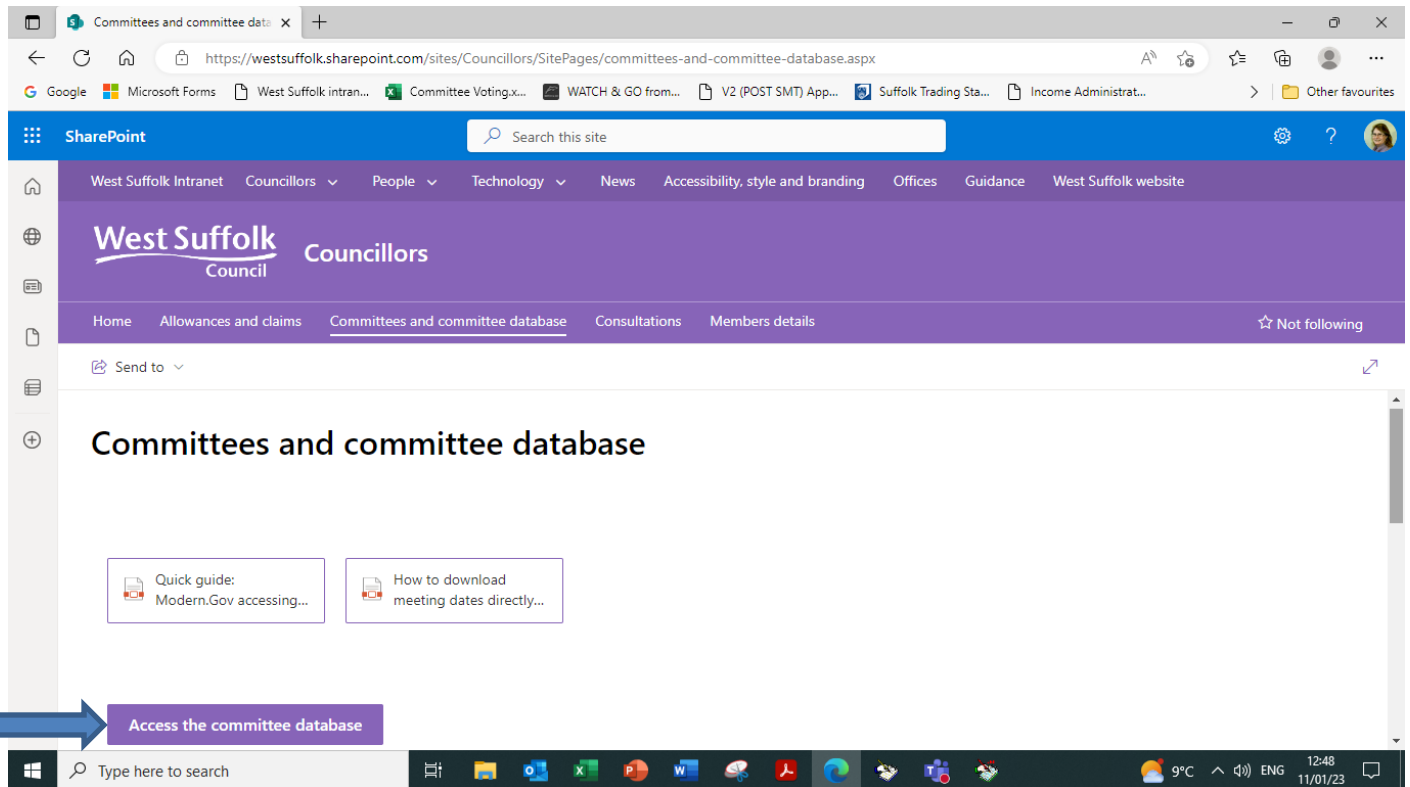 Committees and committee data
https://westsuffolk.sharepoint.com/sites/Councillors/SitePages/committees-and-committee-database.aspx
Google Microsoft Forms West Suffolk intran... Committee Voting.x... WATCH & GO from... V2 (POST SMT) App... Suffolk Trading Sta... Income Administrat... Other favourites
SharePoint Search this site
West Suffolk Intranet Councillors People Technology News Accessibility, style and branding Offices Guidance West Suffolk website
West Suffolk
Council
Councillors
Home Allowances and claims Committees and committee database Consultations Members details Not following
Send to
Committees and committee database
Quick guide:
Modern.Gov accessing...
How to download
meeting dates directly...
Access the committee database
Type here to search 9°C ENG 12:48
11/01/23